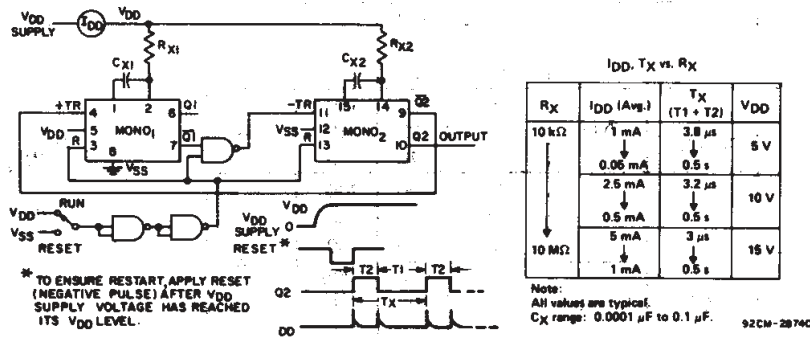 VDD SUPPLY
IDD
VDD
RX1
RX2
CX1
CX2
+TR
4
1
2
Q1
6
VDD
5
MONO1
R
3
8
VSS
Q1
7
-TR
11
15
14
Q2
9
VSS
12
MONO2
R
13
10
Q2
OUTPUT
VDD
RUN
VSS
RESET
VDD
VDD SUPPLY
0
RESET *
T2
T1
T2
Q2
TX
DD
* TO ENSURE RESTART, APPLY RESET
(NEGATIVE PULSE) AFTER VDD
SUPPLY VOLTAGE HAS REACHED
ITS VDD LEVEL.
IDD, TX vs. RX
RX IDD (Avg.) TX (T1 + T2) VDD
10 kΩ 1 mA 3.8 µs 5 V
0.05 mA 0.5 s
2.5 mA 3.2 µs 10 V
0.5 mA 0.5 s
5 mA 3 µs 15 V
10 MΩ 1 mA 0.5 s
Note:
All values are typical.
CX range: 0.0001 µF to 0.1 µF.